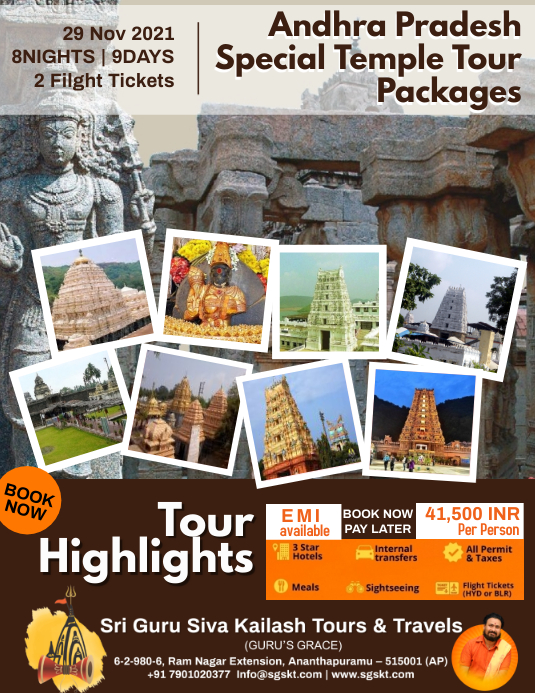 29 Nov 2021
8NIGHTS | 9DAYS
2 Filght Tickets
Andhra Pradesh
Special Temple Tour
Packages
BOOK
NOW
Tour
Highlights
EMI
available
BOOK NOW
PAY LATER
41,500 INR
Per Person
3 Star
Hotels
Internal
transfers
All Permit
& Taxes
Meals
Sightseeing
Flight Tickets
(HYD or BLR)
Sri Guru Siva Kailash Tours & Travels
(GURU'S GRACE)
6-2-980-6, Ram Nagar Extension, Ananthapuramu – 515001 (AP)
+91 7901020377 Info@sgskt.com | www.sgskt.com